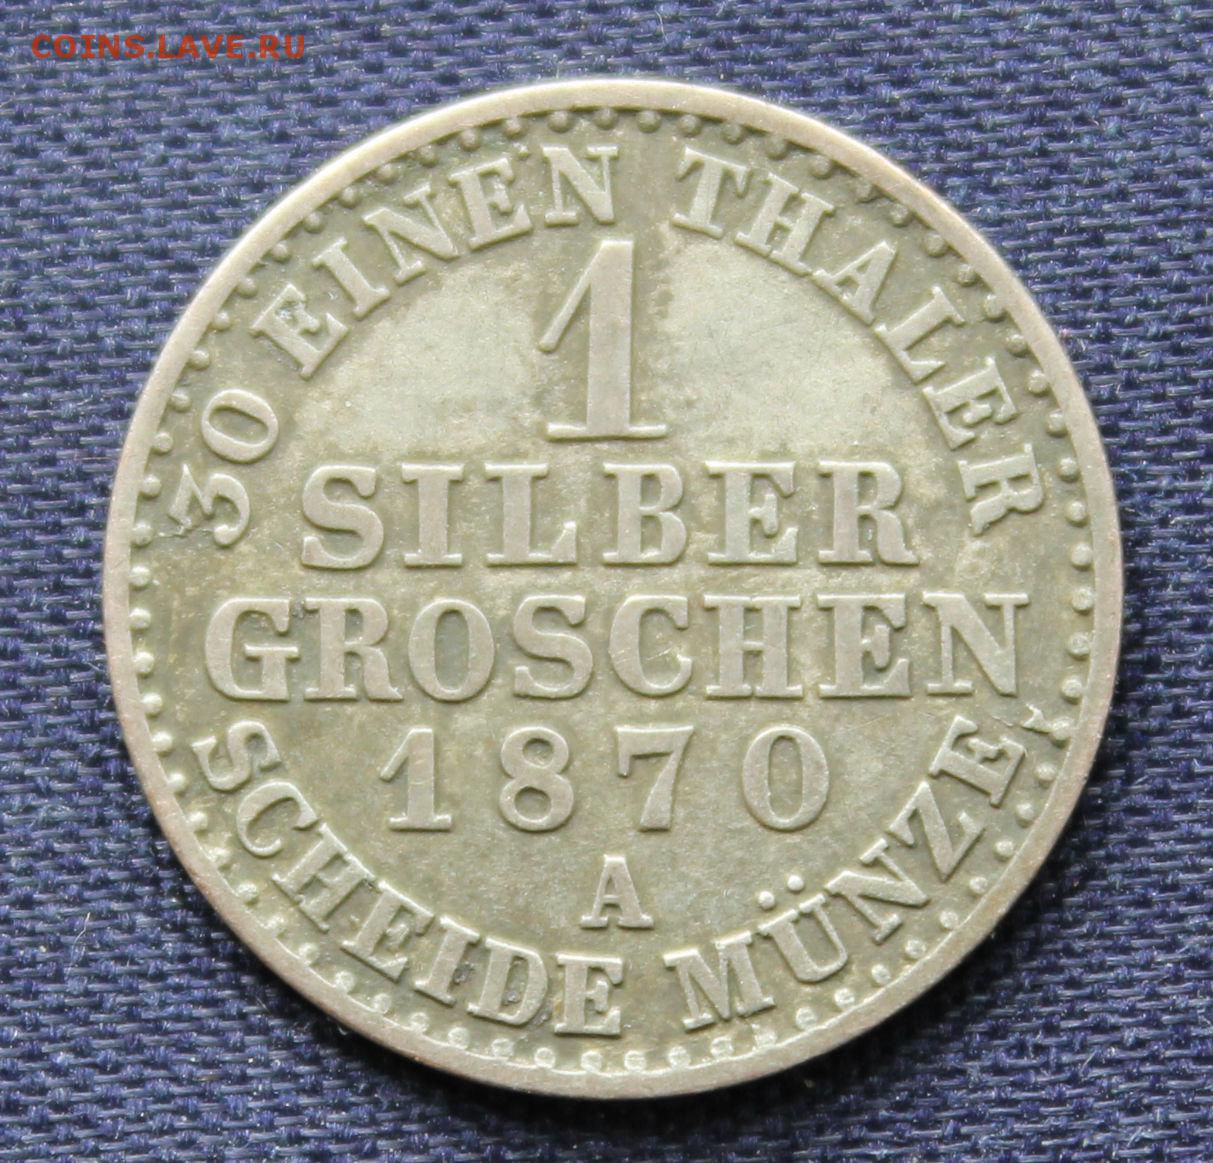 COINS.LAVE.RU
30 EINEN THALER
1
SILBER
GROSCHEN
1870
A
SCHEIDE MÜNZE